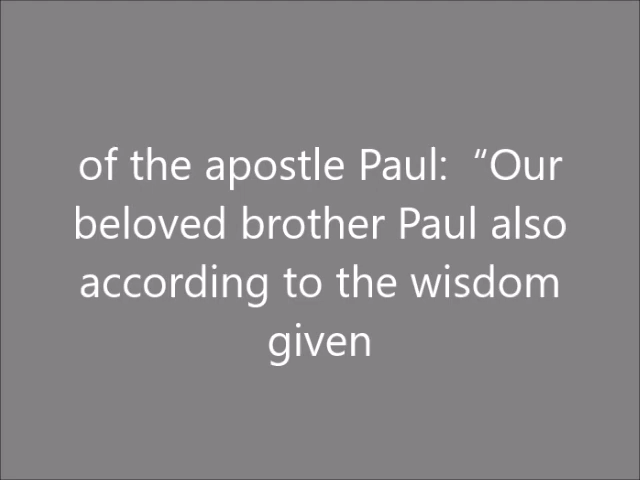 of the apostle Paul:  “Our
beloved brother Paul also
according to the wisdom
given